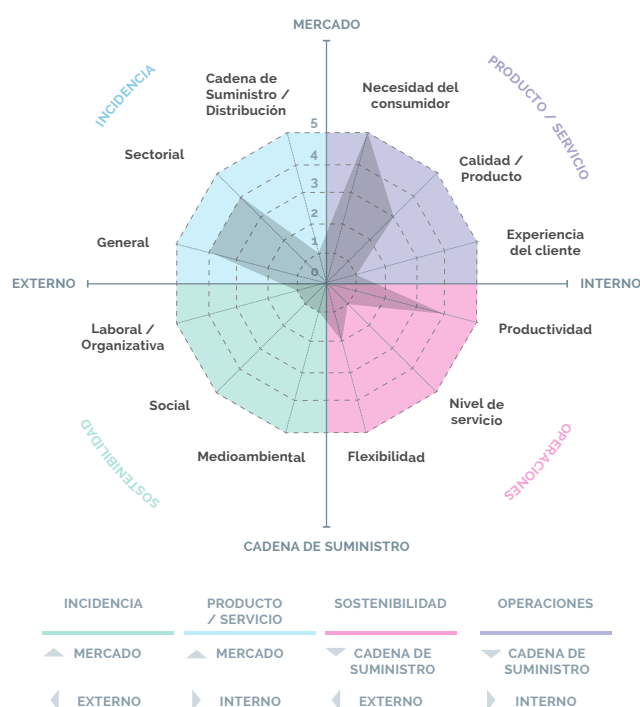 MERCADO
INCIDENCIA
PRODUCTO / SERVICIO
Cadena de
Suministro /
Distribución
Necesidad del
consumidor
5
4
3
2
1
0
Sectorial
Calidad /
Producto
General
Experiencia
del cliente
EXTERNO
INTERNO
Laboral /
Organizativa
Productividad
Social
Nivel de
servicio
Medioambiental
Flexibilidad
SOSTENIBILIDAD
OPERACIONES
CADENA DE SUMINISTRO
INCIDENCIA
PRODUCTO
/ SERVICIO
SOSTENIBILIDAD
OPERACIONES
MERCADO
MERCADO
CADENA DE
SUMINISTRO
CADENA DE
SUMINISTRO
EXTERNO
INTERNO
EXTERNO
INTERNO